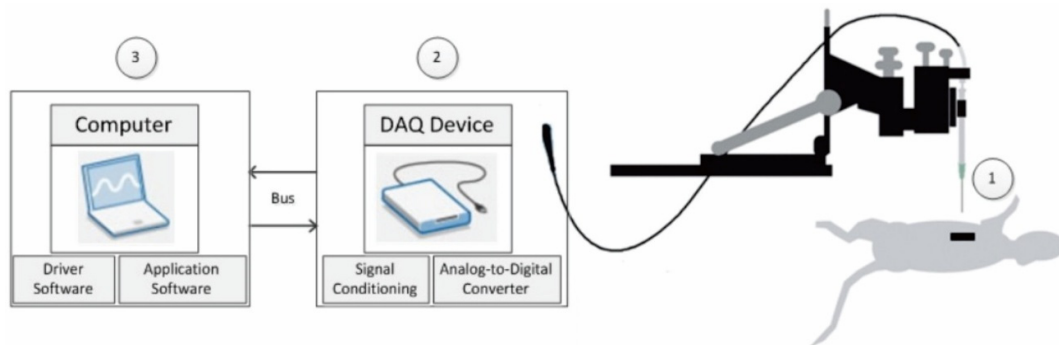 3
2
Computer
DAQ Device
Bus
1
Driver
Software
Application
Software
Signal
Conditioning
Analog-to-Digital
Converter